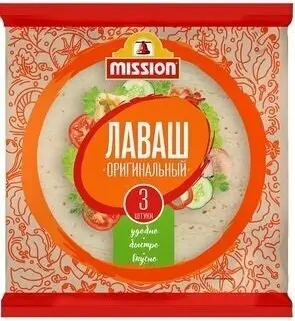 MISSION
ЛАВАШ
ОРИГИНАЛЬНЫЙ
3
ШТУКИ
удобно
быстро
вкусно